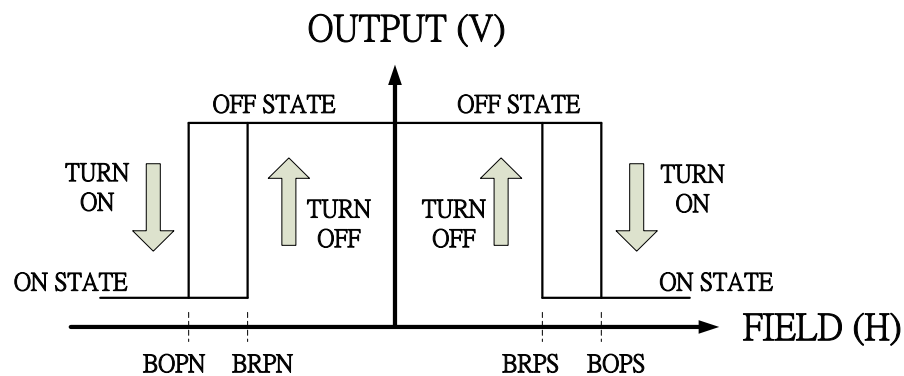 OUTPUT (V)
OFF STATE
OFF STATE
TURN
ON
TURN
OFF
TURN
OFF
TURN
ON
ON STATE
ON STATE
FIELD (H)
BOPN
BRPN
BRPS
BOPS